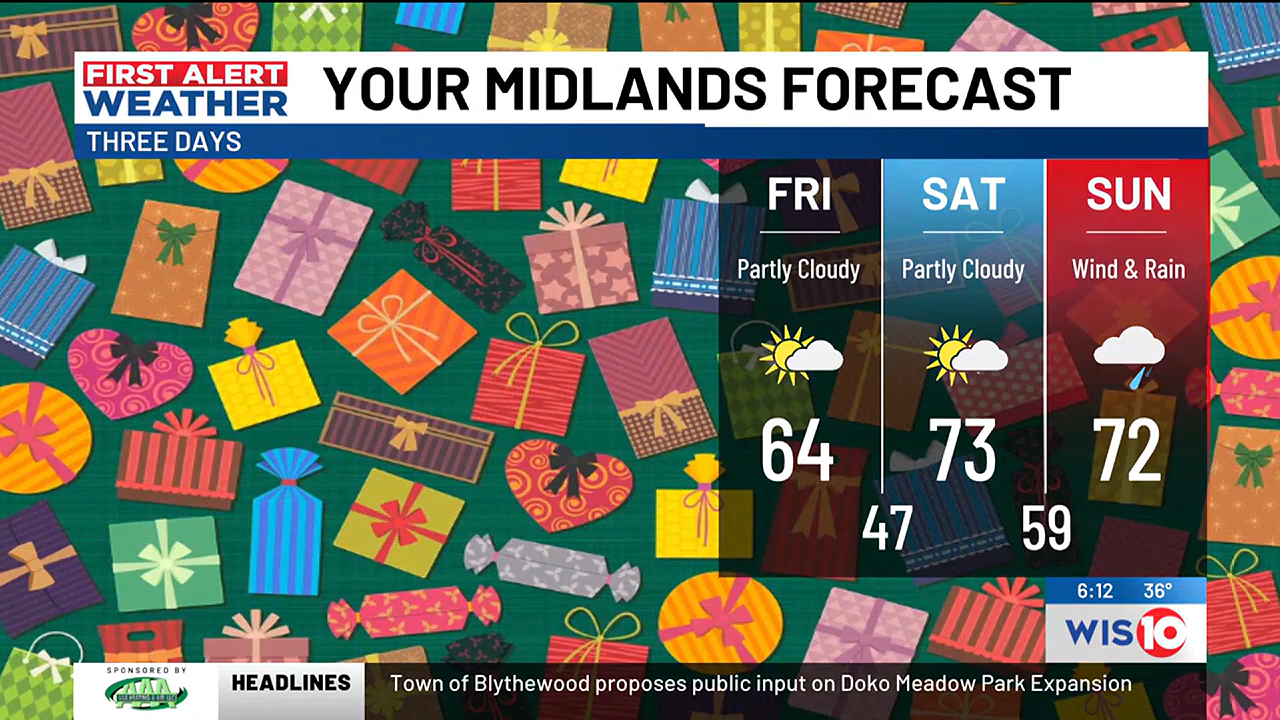 FIRST ALERT
WEATHER
YOUR MIDLANDS FORECAST
THREE DAYS
FRI
SAT
SUN
Partly Cloudy
Partly Cloudy
Wind & Rain
64
73
72
47
59
6:12 36°
WIS10
SPONSORED BY
AAA
HEADLINES
Town of Blythewood proposes public input on Doko Meadow Park Expansion